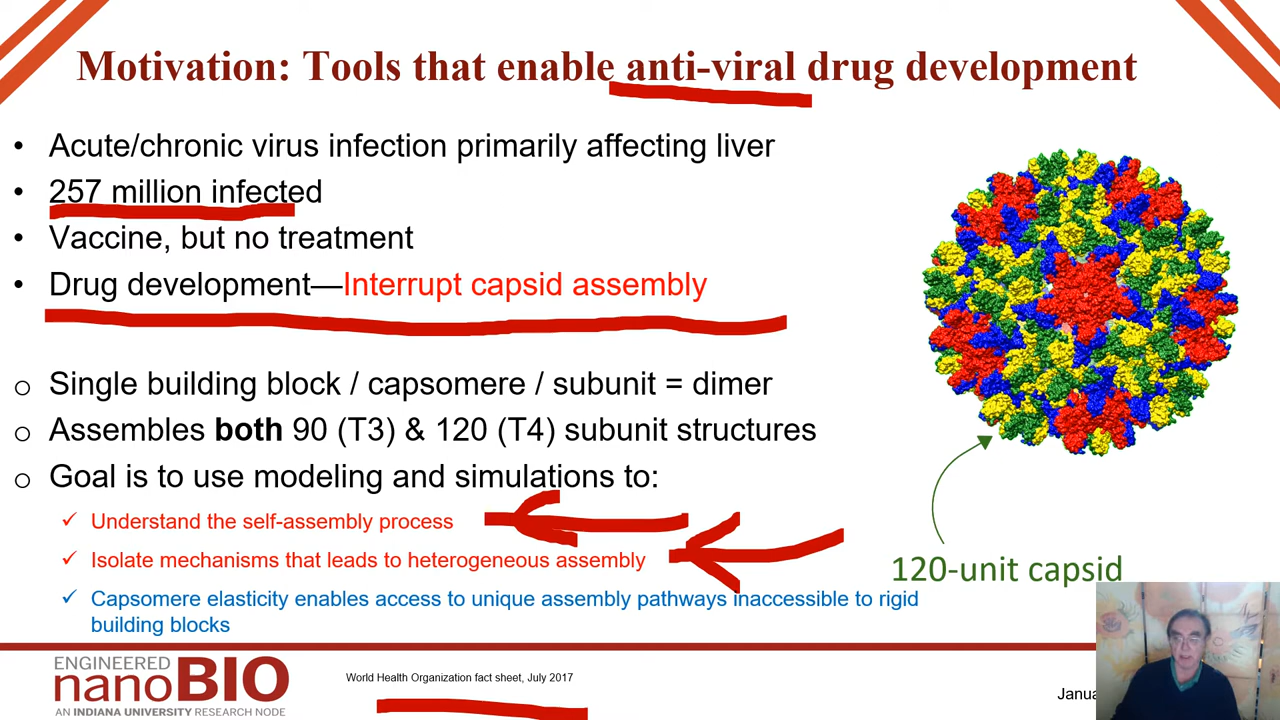 Motivation: Tools that enable anti-viral drug development
• Acute/chronic virus infection primarily affecting liver
• 257 million infected
• Vaccine, but no treatment
• Drug development—Interrupt capsid assembly
o Single building block / capsomere / subunit = dimer
o Assembles both 90 (T3) & 120 (T4) subunit structures
o Goal is to use modeling and simulations to:
✓ Understand the self-assembly process
✓ Isolate mechanisms that leads to heterogeneous assembly
✓ Capsomere elasticity enables access to unique assembly pathways inaccessible to rigid
building blocks
120-unit capsid
ENGINEERED
nanoBIO
AN INDIANA UNIVERSITY RESEARCH NODE
World Health Organization fact sheet, July 2017